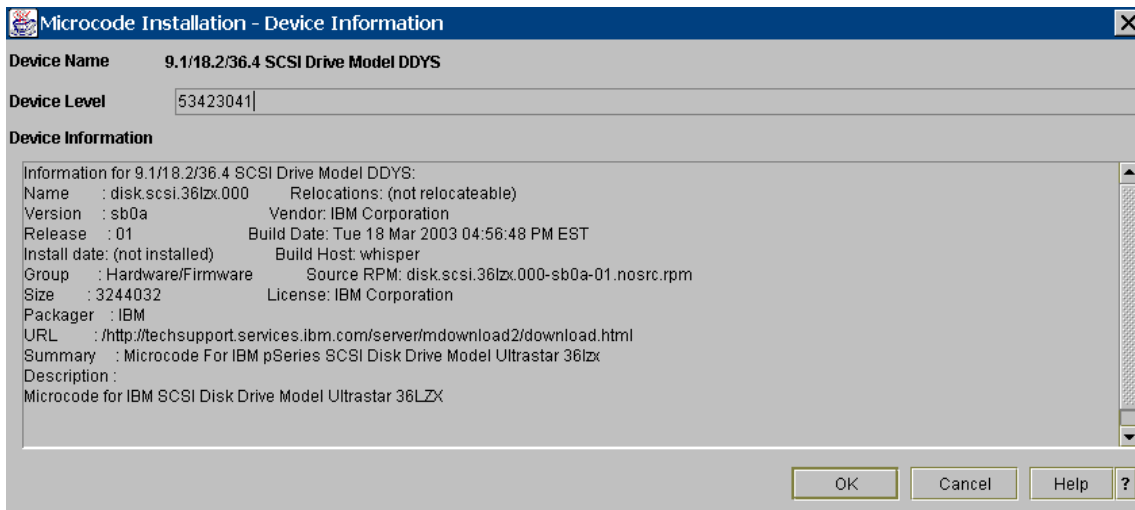 Microcode Installation - Device Information
Device Name 9.1/18.2/36.4 SCSI Drive Model DDYS
Device Level 53423041
Device Information
Information for 9.1/18.2/36.4 SCSI Drive Model DDYS:
Name : disk.scsi.36lzx.000 Relocations: (not relocateable)
Version : sb0a Vendor: IBM Corporation
Release : 01 Build Date: Tue 18 Mar 2003 04:56:48 PM EST
Install date: (not installed) Build Host: whisper
Group : Hardware/Firmware Source RPM: disk.scsi.36lzx.000-sb0a-01.nosrc.rpm
Size : 3244032 License: IBM Corporation
Packager : IBM
URL : /http://techsupport.services.ibm.com/server/mdownload2/download.html
Summary : Microcode For IBM pSeries SCSI Disk Drive Model Ultrastar 36lzx
Description :
Microcode for IBM SCSI Disk Drive Model Ultrastar 36LZX
OK Cancel Help ?